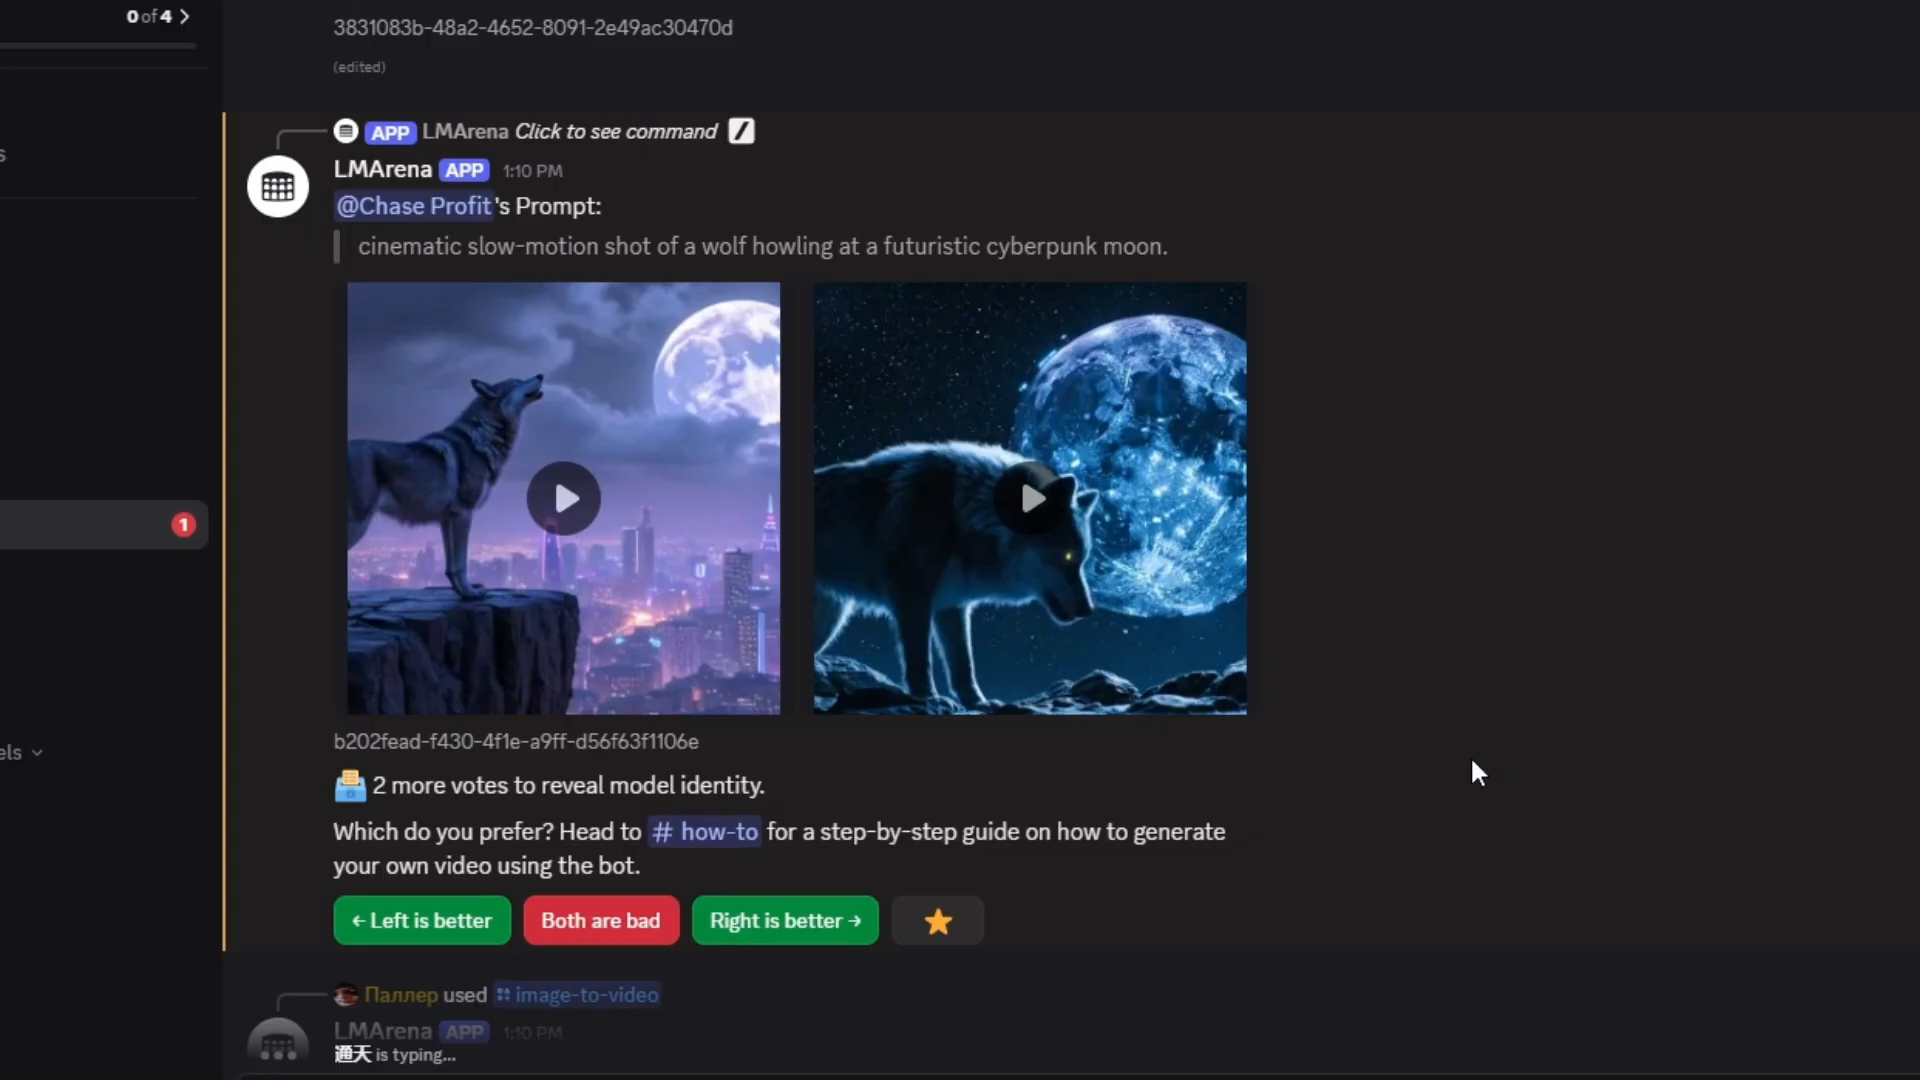 0 of 4
3831083b-48a2-4652-8091-2e49ac30470d
(edited)
s
APP LMArena Click to see command
LMArena APP 1:10 PM
@Chase Profit's Prompt:
cinematic slow-motion shot of a wolf howling at a futuristic cyberpunk moon.
1
els
b202fead-f430-4f1e-a9ff-d56f63f1106e
2 more votes to reveal model identity.
Which do you prefer? Head to # how-to for a step-by-step guide on how to generate
your own video using the bot.
← Left is better Both are bad Right is better →
Паллер used image-to-video
LMArena APP 1:10 PM
通天 is typing...